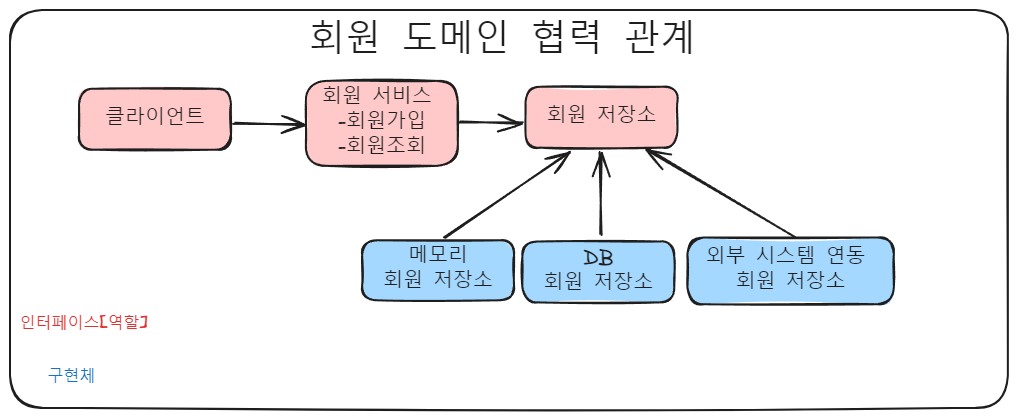 회원 도메인 협력 관계
클라이언트
회원 서비스
-회원가입
-회원조회
회원 저장소
메모리
회원 저장소
DB
회원 저장소
외부 시스템 연동
회원 저장소
인터페이스[역할]
구현체